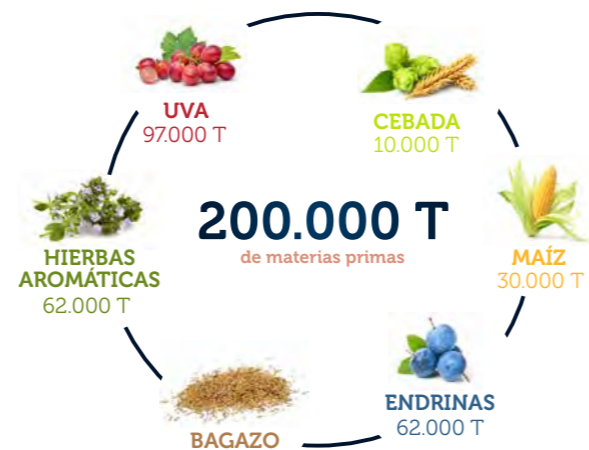 UVA
97.000 T
CEBADA
10.000 T
HIERBAS
AROMÁTICAS
62.000 T
200.000 T
de materias primas
MAÍZ
30.000 T
BAGAZO
ENDRINAS
62.000 T